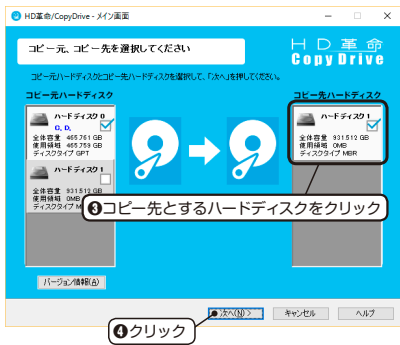 HD革命/CopyDrive - メイン画面
コピー元、コピー先を選択してください
HD革命
CopyDrive
コピー元ハードディスクとコピー先ハードディスクを選択して、「次へ」を押してください。
コピー元ハードディスク
コピー先ハードディスク
ハードディスク 0
C, D,
全体容量 465.761 GB
使用領域 465.759 GB
ディスクタイプ GPT
ハードディスク 1
全体容量 931.512 GB
使用領域 0MB
ディスクタイプ M
ハードディスク 1
全体容量 931.512 GB
使用領域 0MB
ディスクタイプ MBR
❸コピー先とするハードディスクをクリック
バージョン情報(A)
次へ(N) >
キャンセル
ヘルプ
❹クリック